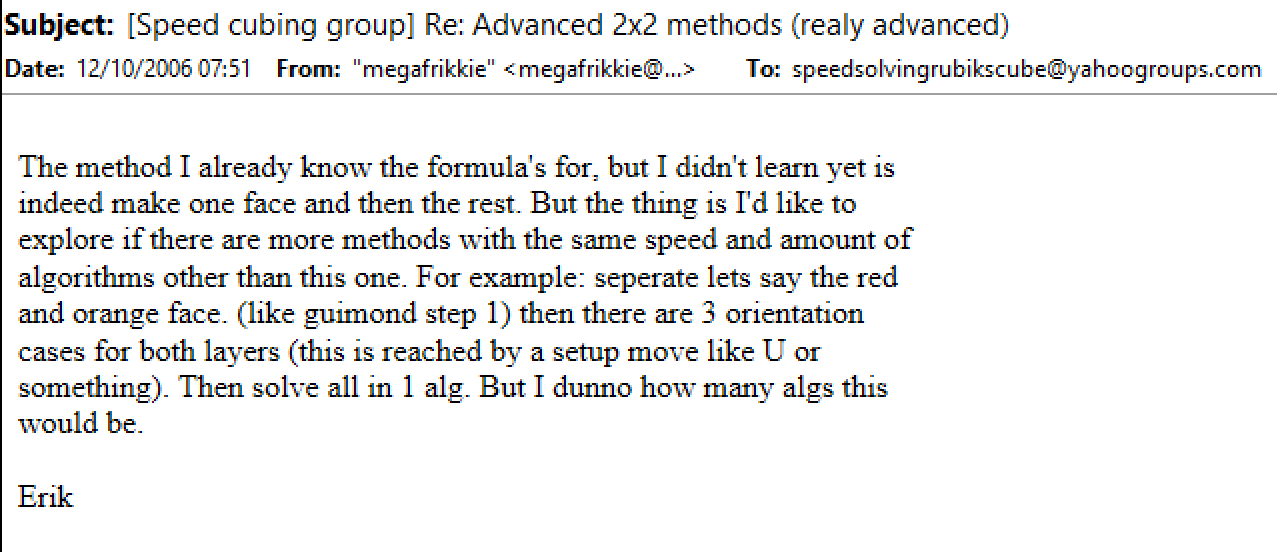 Subject: [Speed cubing group] Re: Advanced 2x2 methods (realy advanced)
Date: 12/10/2006 07:51 From: "megafrikkie" <megafrikkie@...> To: speedsolvingrubikscube@yahoogroups.com
The method I already know the formula's for, but I didn't learn yet is
indeed make one face and then the rest. But the thing is I'd like to
explore if there are more methods with the same speed and amount of
algorithms other than this one. For example: seperate lets say the red
and orange face. (like guimond step 1) then there are 3 orientation
cases for both layers (this is reached by a setup move like U or
something). Then solve all in 1 alg. But I dunno how many algs this
would be.
Erik